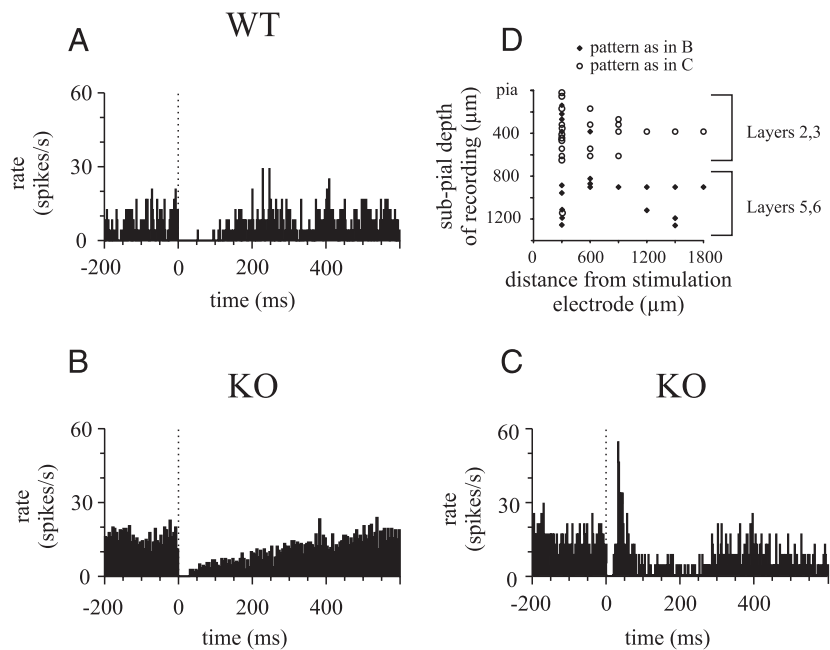 A
WT
60
30
0
rate
(spikes/s)
-200
0
200
400
time (ms)
D
pattern as in B
pattern as in C
pia
400
800
1200
sub-pial depth
of recording (µm)
Layers 2,3
Layers 5,6
0
600
1200
1800
distance from stimulation
electrode (µm)
B
KO
60
30
0
rate
(spikes/s)
-200
0
200
400
time (ms)
C
KO
60
30
0
rate
(spikes/s)
-200
0
200
400
time (ms)